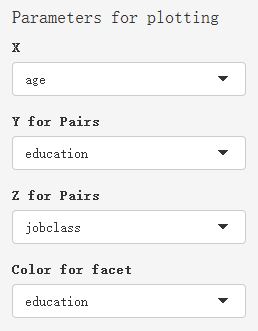 Parameters for plotting
X
age
Y for Pairs
education
Z for Pairs
jobclass
Color for facet
education